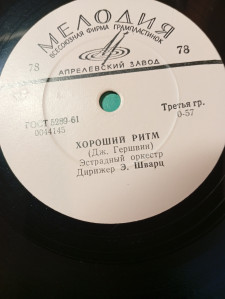 МЕЛОДИЯ
ВСЕСОЮЗНАЯ ФИРМА ГРАМПЛАСТИНОК
78 78
АПРЕЛЕВСКИЙ ЗАВОД
ГОСТ 5289-61
0044145
Третья гр.
0-57
ХОРОШИЙ РИТМ
(Дж. Гершвин)
Эстрадный оркестр
Дирижер Э. Шварц